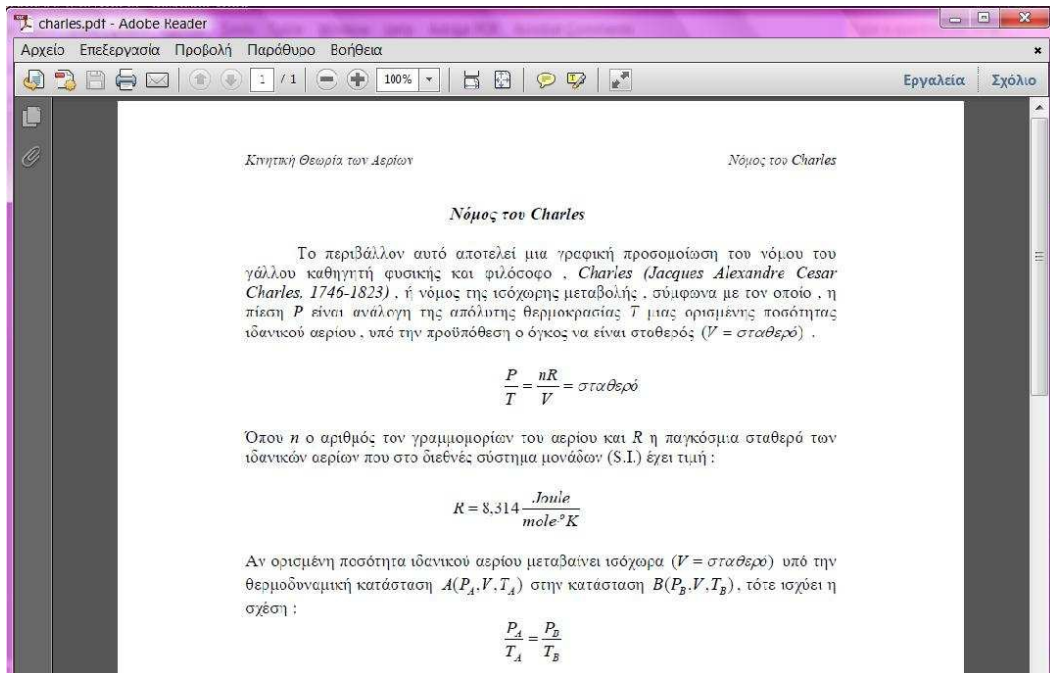 charles.pdf - Adobe Reader
Αρχείο Επεξεργασία Προβολή Παράθυρο Βοήθεια
1 / 1 100% Εργαλεία Σχόλιο
Κινητική Θεωρία των Αερίων Νόμος του Charles
Νόμος του Charles
Το περιβάλλον αυτό αποτελεί μια γραφική προσομοίωση του νόμου του
γάλλου καθηγητή φυσικής και φιλόσοφο , Charles (Jacques Alexandre Cesar
Charles, 1746-1823) , ή νόμος της ισόχωρης μεταβολής , σύμφωνα με τον οποίο , η
πίεση P είναι ανάλογη της απόλυτης θερμοκρασίας T μιας ορισμένης ποσότητας
ιδανικού αερίου , υπό την προϋπόθεση ο όγκος να είναι σταθερός (V = σταθερό) .
P/T = nR/V = σταθερό
Όπου n ο αριθμός τον γραμμομορίων του αερίου και R η παγκόσμια σταθερά των
ιδανικών αερίων που στο διεθνές σύστημα μονάδων (S.I.) έχει τιμή :
R = 8,314 Joule/mole·°K
Αν ορισμένη ποσότητα ιδανικού αερίου μεταβαίνει ισόχωρα (V = σταθερό) υπό την
θερμοδυναμική κατάσταση A(P_A,V,T_A) στην κατάσταση B(P_B,V,T_B) , τότε ισχύει η
σχέση :
P_A/T_A = P_B/T_B